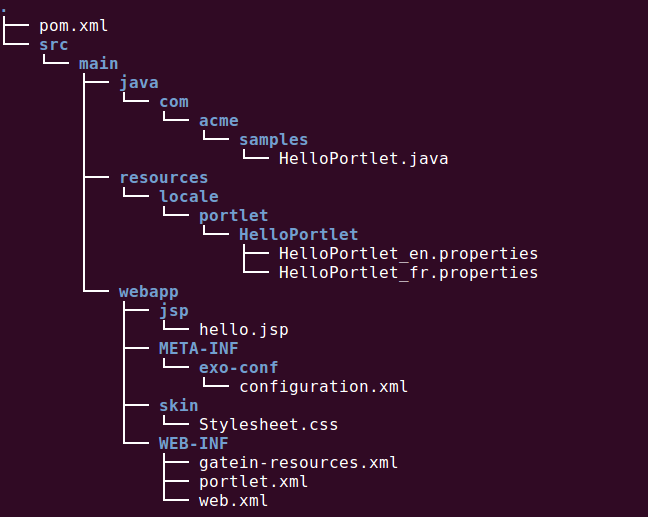 .
├── pom.xml
└── src
    └── main
        ├── java
        │   └── com
        │       └── acme
        │           └── samples
        │               └── HelloPortlet.java
        ├── resources
        │   └── locale
        │       └── portlet
        │           └── HelloPortlet
        │               ├── HelloPortlet_en.properties
        │               └── HelloPortlet_fr.properties
        └── webapp
            ├── jsp
            │   └── hello.jsp
            ├── META-INF
            │   └── exo-conf
            │       └── configuration.xml
            ├── skin
            │   └── Stylesheet.css
            └── WEB-INF
                ├── gatein-resources.xml
                ├── portlet.xml
                └── web.xml